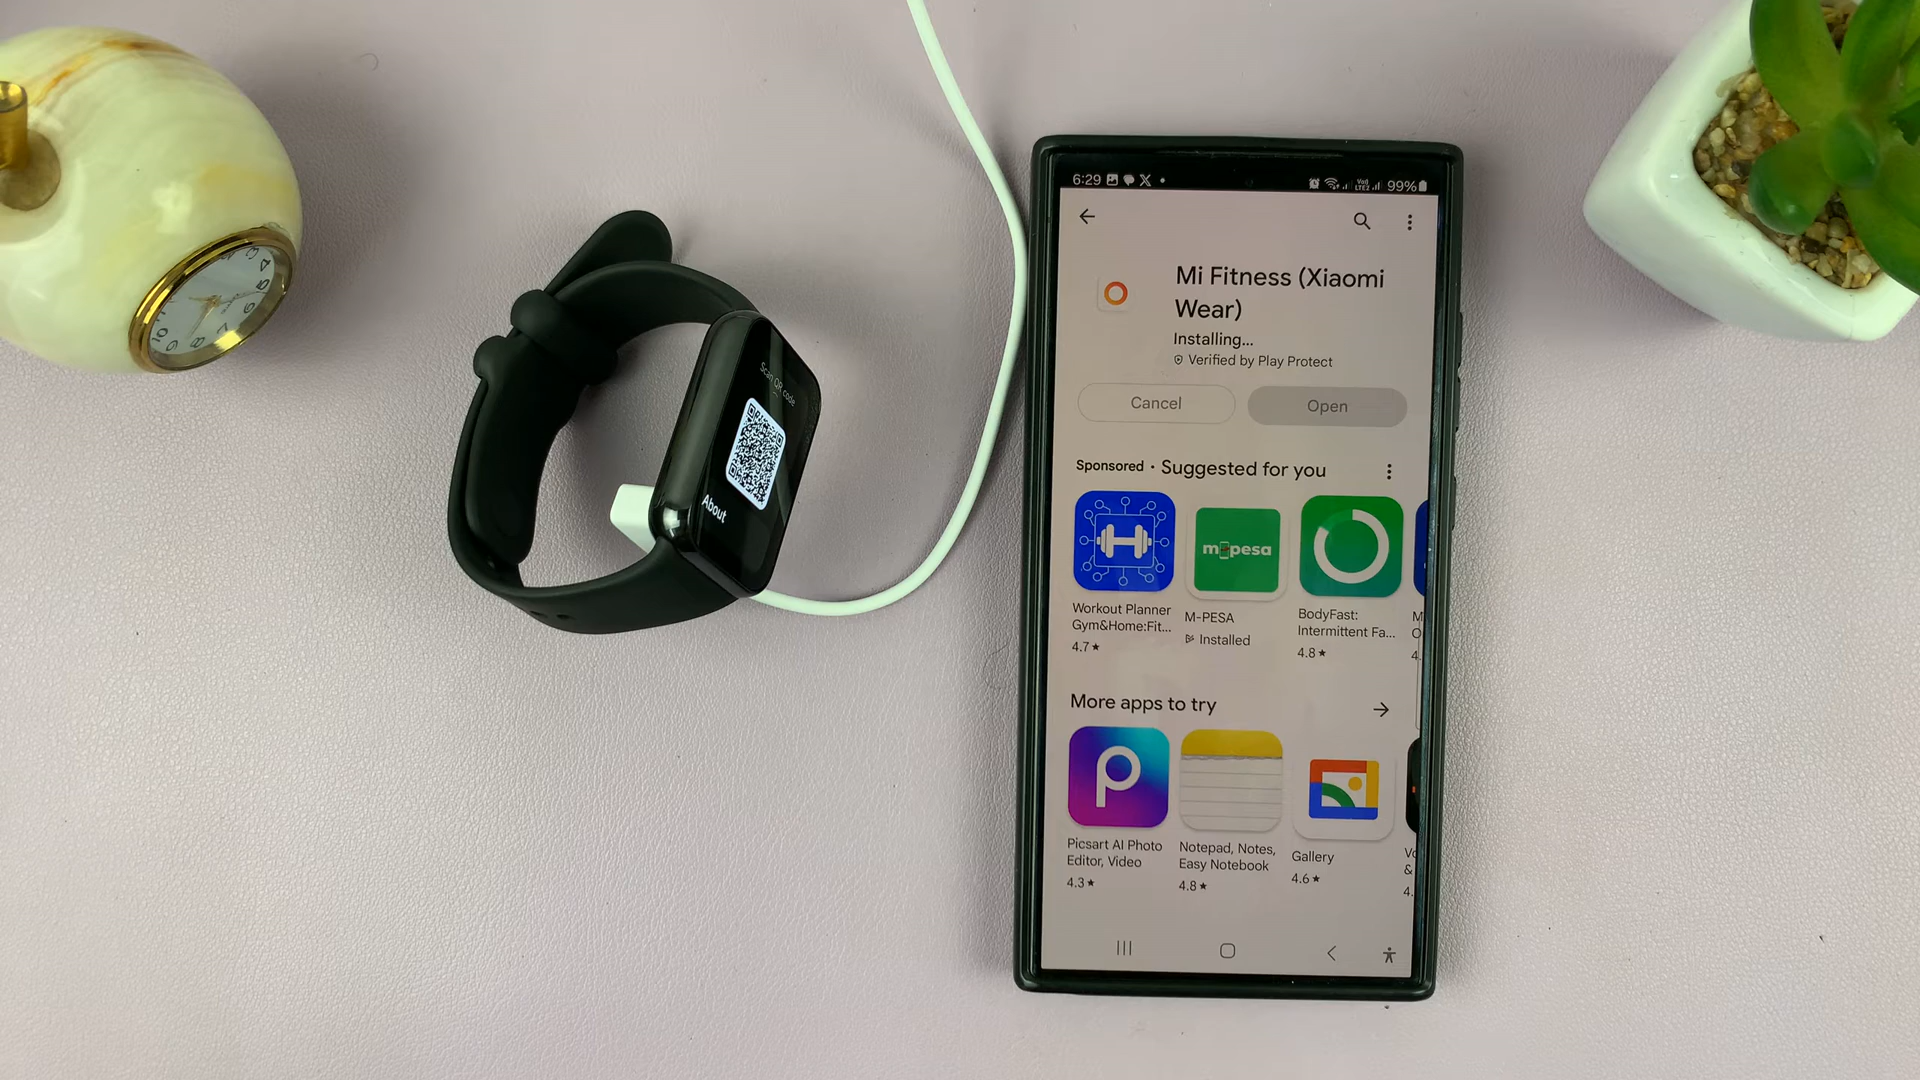 Scan QR code
About
6:29
99%
Mi Fitness (Xiaomi
Wear)
Installing...
Verified by Play Protect
Cancel
Open
Sponsored · Suggested for you
m-pesa
Workout Planner
Gym&Home:Fit...
4.7★
M-PESA
Installed
BodyFast:
Intermittent Fa...
4.8★
M
O
4.
More apps to try
Picsart AI Photo
Editor, Video
4.3★
Notepad, Notes,
Easy Notebook
4.8★
Gallery
4.6★
&
4.